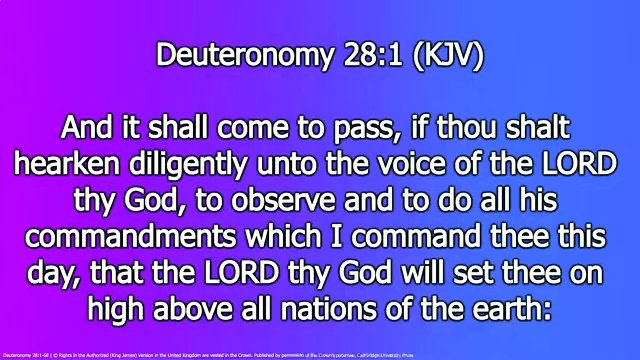 Deuteronomy 28:1 (KJV)
And it shall come to pass, if thou shalt
hearken diligently unto the voice of the LORD
thy God, to observe and to do all his
commandments which I command thee this
day, that the LORD thy God will set thee on
high above all nations of the earth:
Deuteronomy 28:1-68 | © Rights in the Authorized (King James) Version in the United Kingdom are vested in the Crown. Published by permission of the Crown's patentee, Cambridge University Press